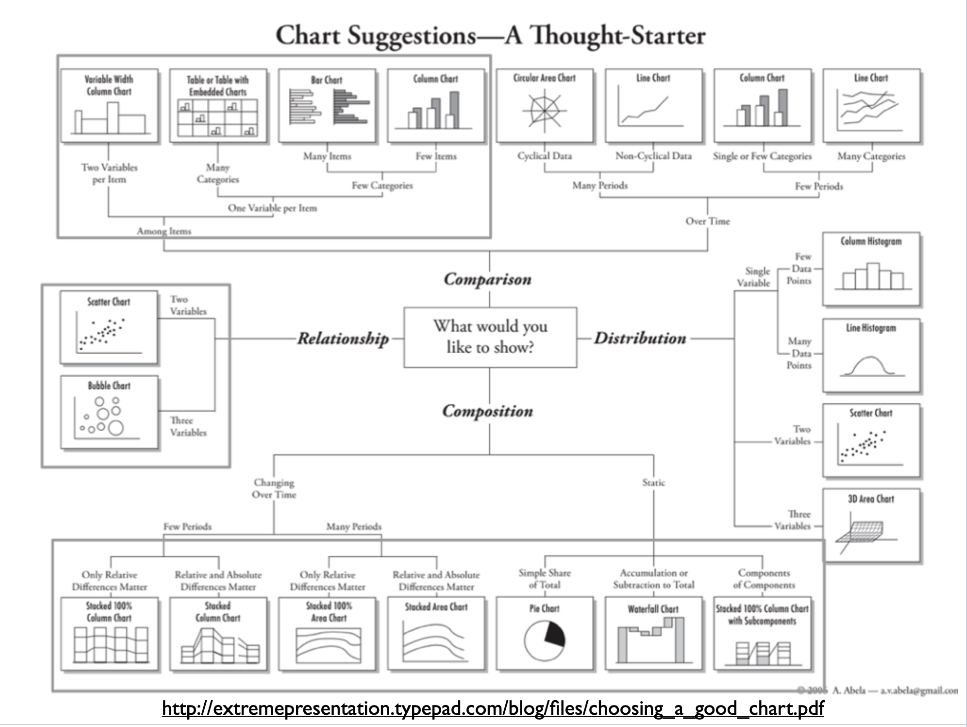 Chart Suggestions—A Thought-Starter
Variable Width
Column Chart
Table or Table with
Embedded Charts
Bar Chart
Column Chart
Circular Area Chart
Line Chart
Column Chart
Line Chart
Two Variables
per Item
Many
Categories
Many Items
Few Items
Cyclical Data
Non-Cyclical Data
Single or Few Categories
Many Categories
Few Categories
Many Periods
Few Periods
One Variable per Item
Among Items
Over Time
Comparison
What would you
like to show?
Relationship
Two
Variables
Scatter Chart
Bubble Chart
Three
Variables
Distribution
Single
Variable
Few
Data
Points
Column Histogram
Many
Data
Points
Line Histogram
Two
Variables
Scatter Chart
Three
Variables
3D Area Chart
Composition
Changing
Over Time
Static
Few Periods
Many Periods
Only Relative
Differences Matter
Relative and Absolute
Differences Matter
Only Relative
Differences Matter
Relative and Absolute
Differences Matter
Simple Share
of Total
Accumulation or
Subtraction to Total
Components
of Components
Stacked 100%
Column Chart
Stacked
Column Chart
Stacked 100%
Area Chart
Stacked Area Chart
Pie Chart
Waterfall Chart
Stacked 100% Column Chart
with Subcomponents
A. Abela — a.v.abela@gmail.com
http://extremepresentation.typepad.com/blog/files/choosing_a_good_chart.pdf